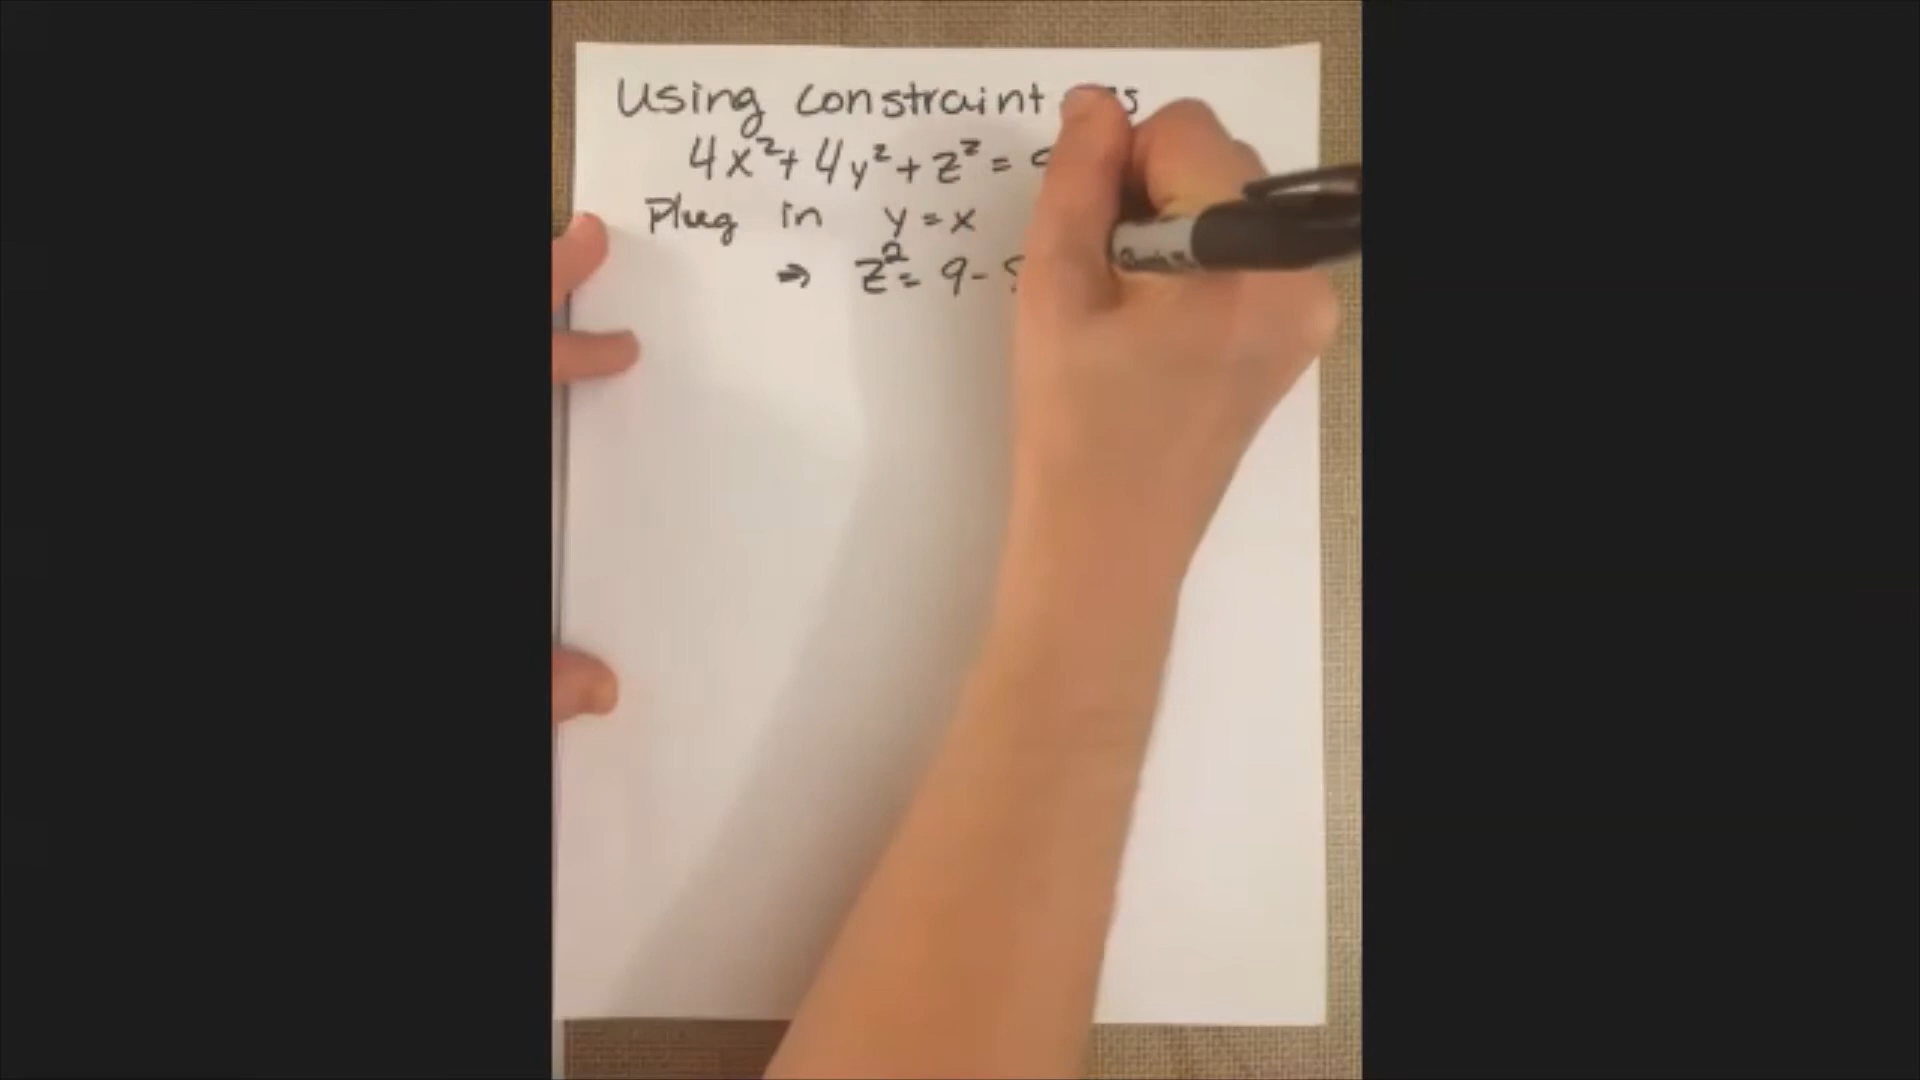 Using constraint
4x²+4y²+z² =
Plug in y=x
⇒ z²= 9-